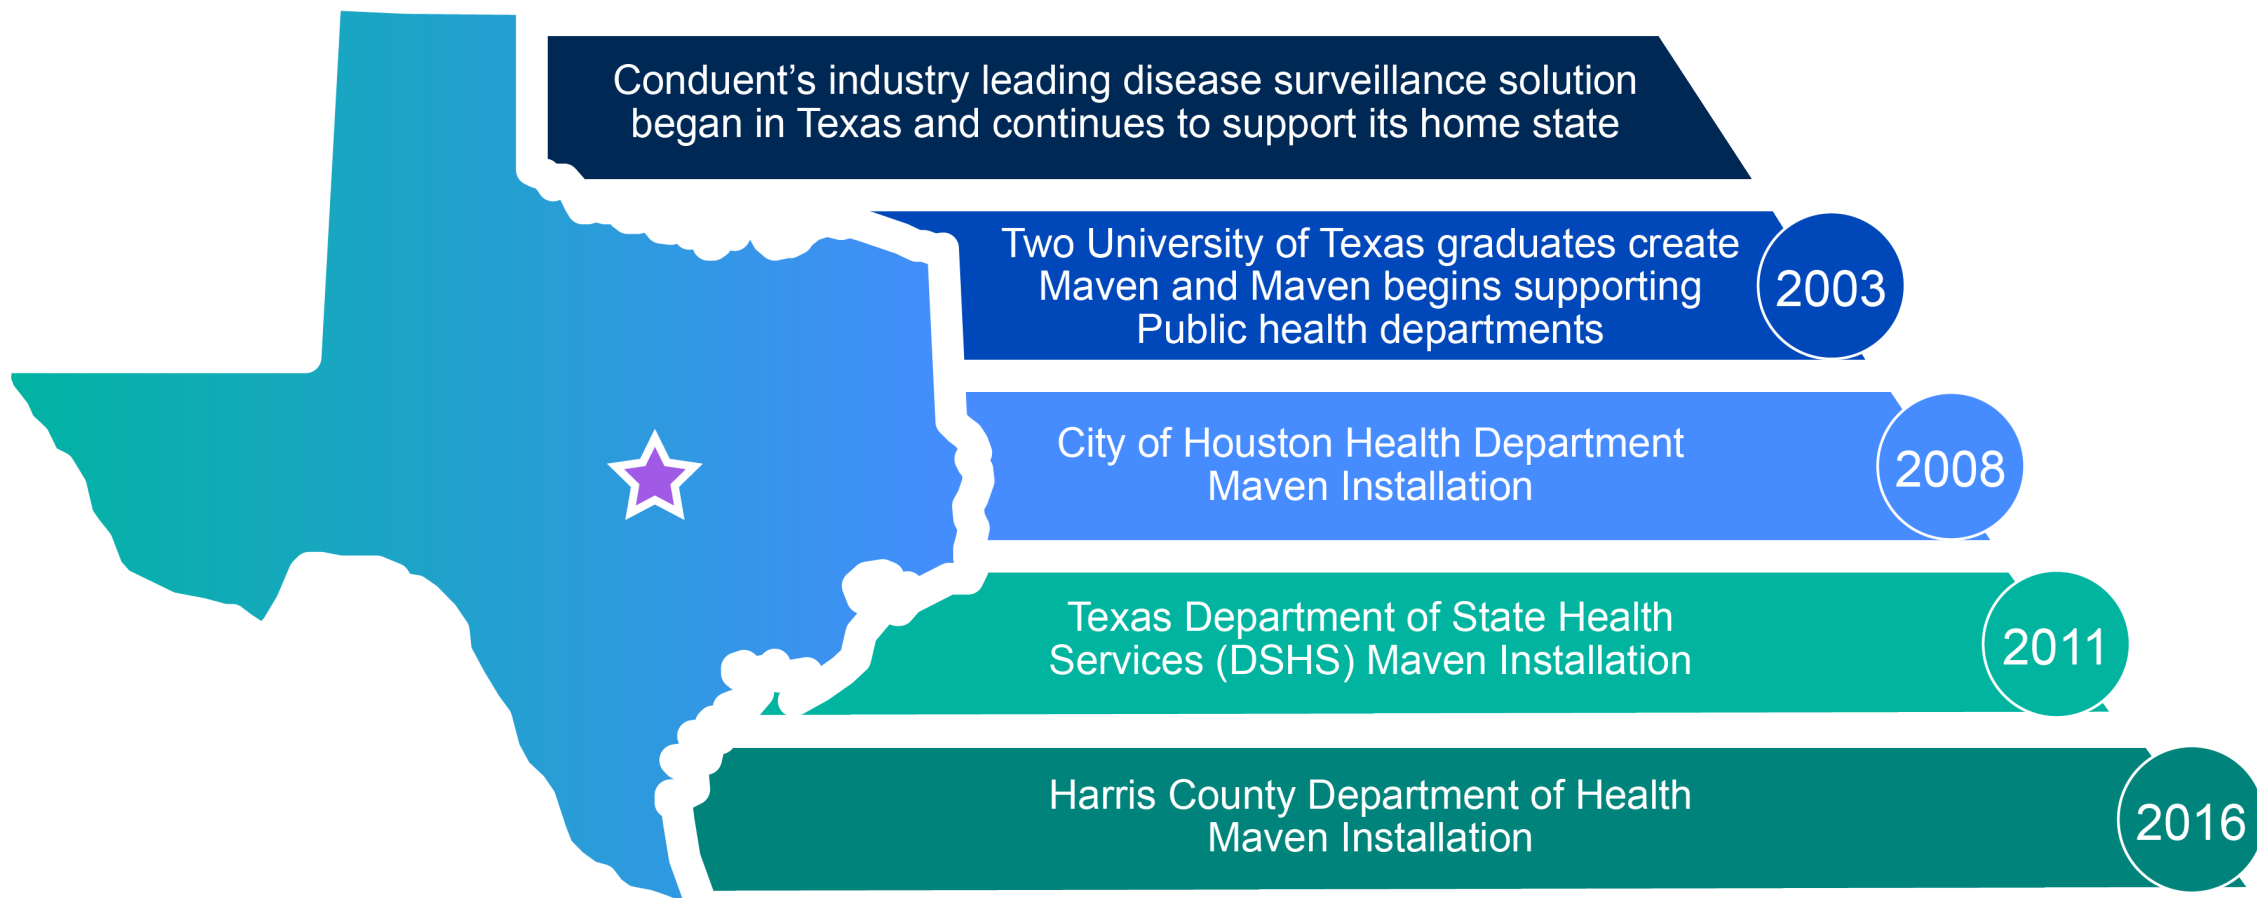 Conduent’s industry leading disease surveillance solution
began in Texas and continues to support its home state
Two University of Texas graduates create
Maven and Maven begins supporting
Public health departments
2003
City of Houston Health Department
Maven Installation
2008
Texas Department of State Health
Services (DSHS) Maven Installation
2011
Harris County Department of Health
Maven Installation
2016